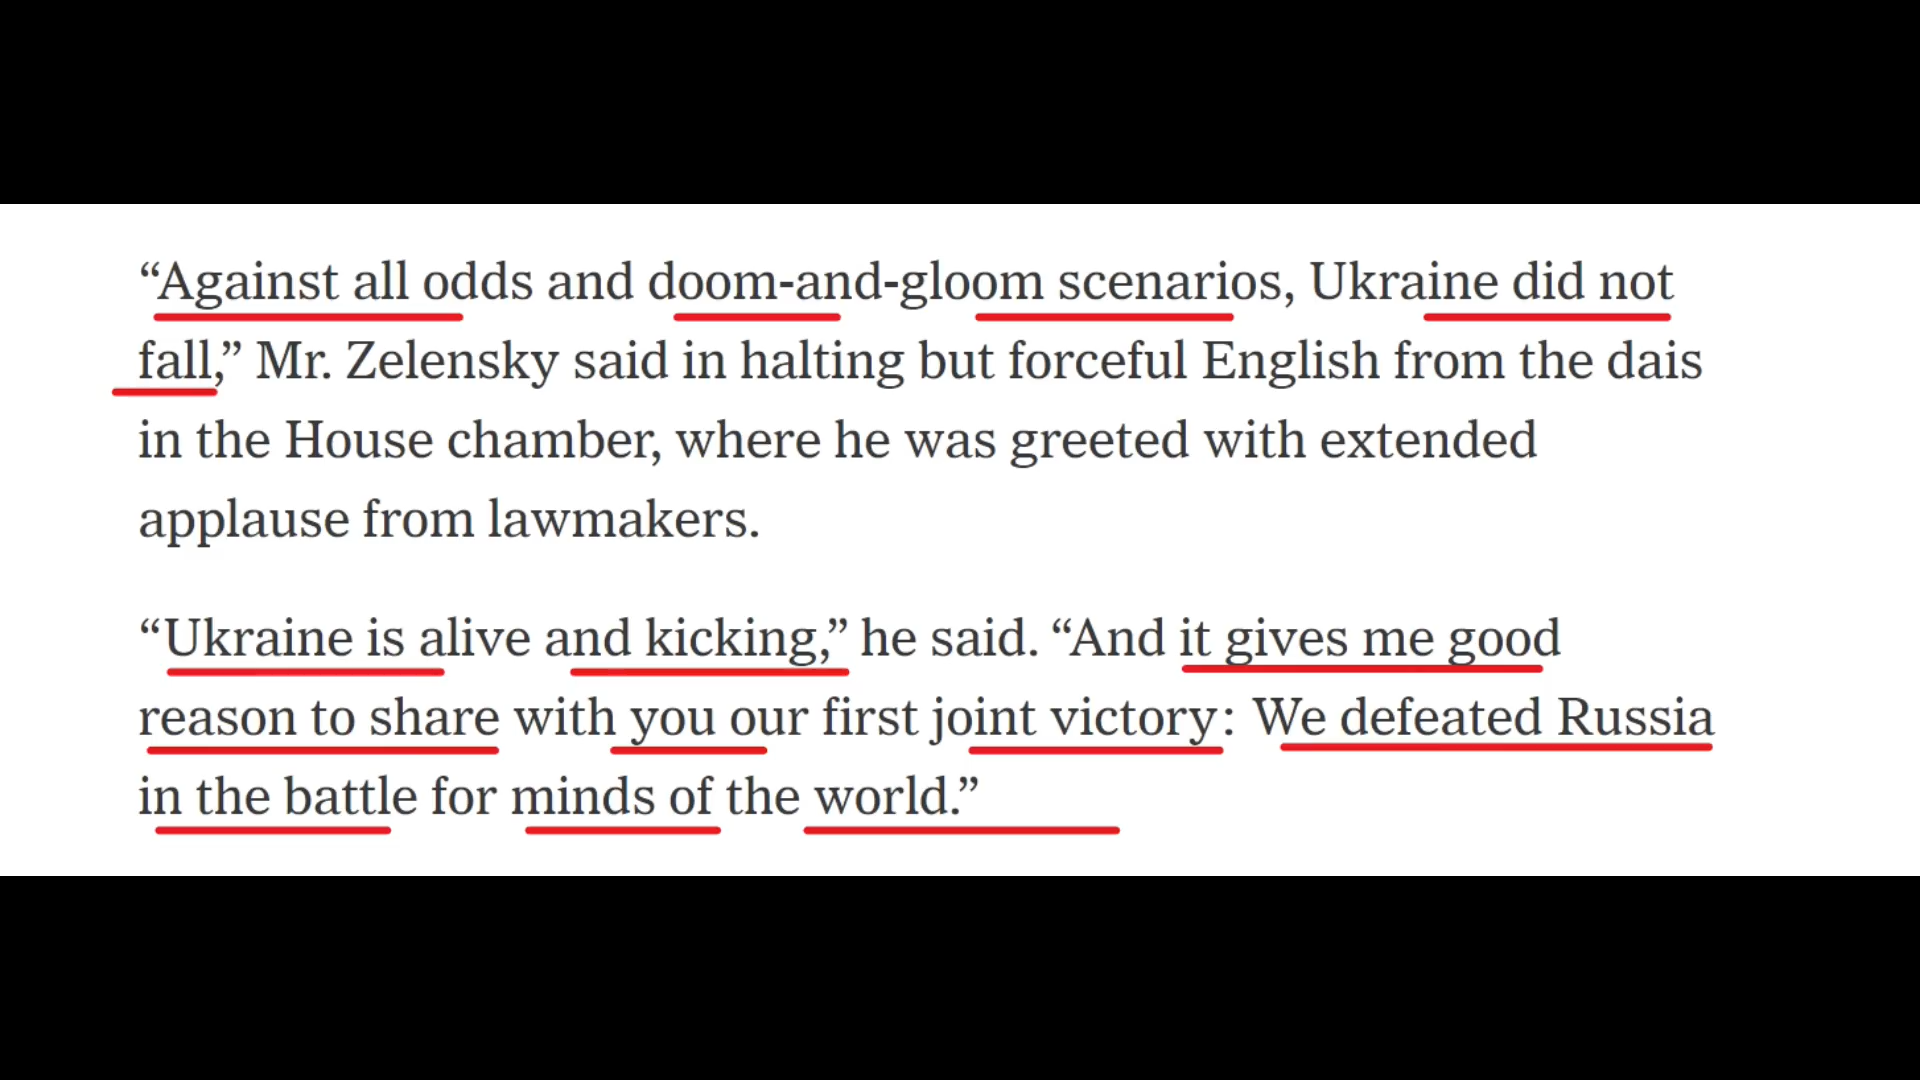 “Against all odds and doom-and-gloom scenarios, Ukraine did not
fall,” Mr. Zelensky said in halting but forceful English from the dais
in the House chamber, where he was greeted with extended
applause from lawmakers.
“Ukraine is alive and kicking,” he said. “And it gives me good
reason to share with you our first joint victory: We defeated Russia
in the battle for minds of the world.”